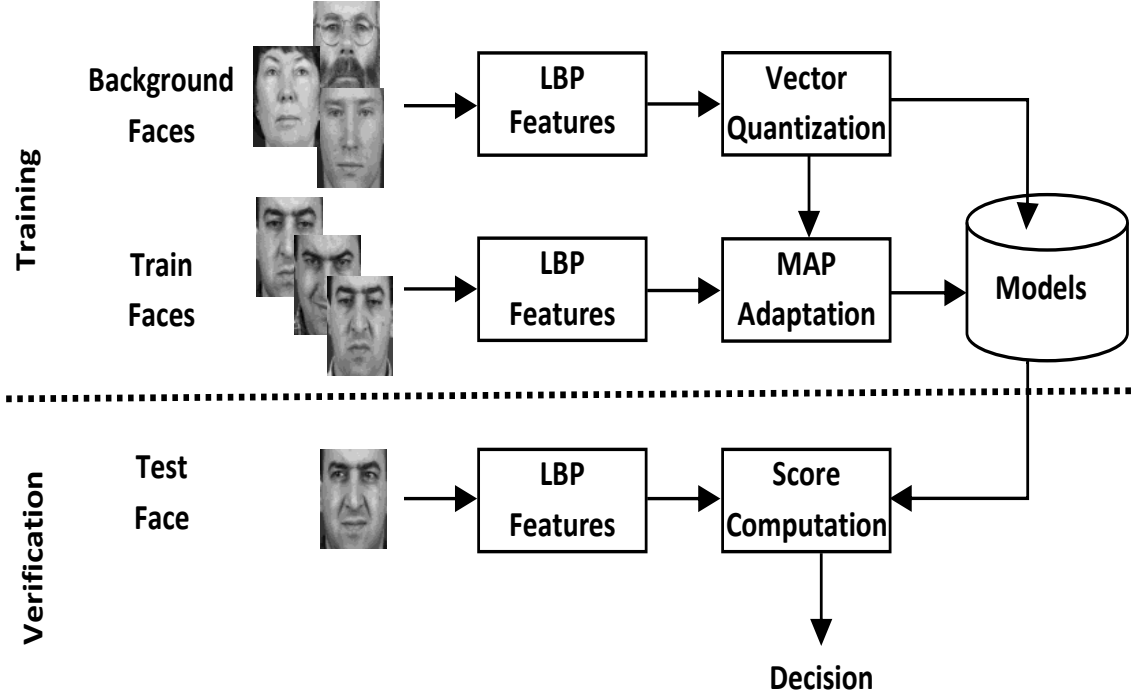 Training
Background
Faces
LBP
Features
Vector
Quantization
Train
Faces
LBP
Features
MAP
Adaptation
Models
Verification
Test
Face
LBP
Features
Score
Computation
Decision